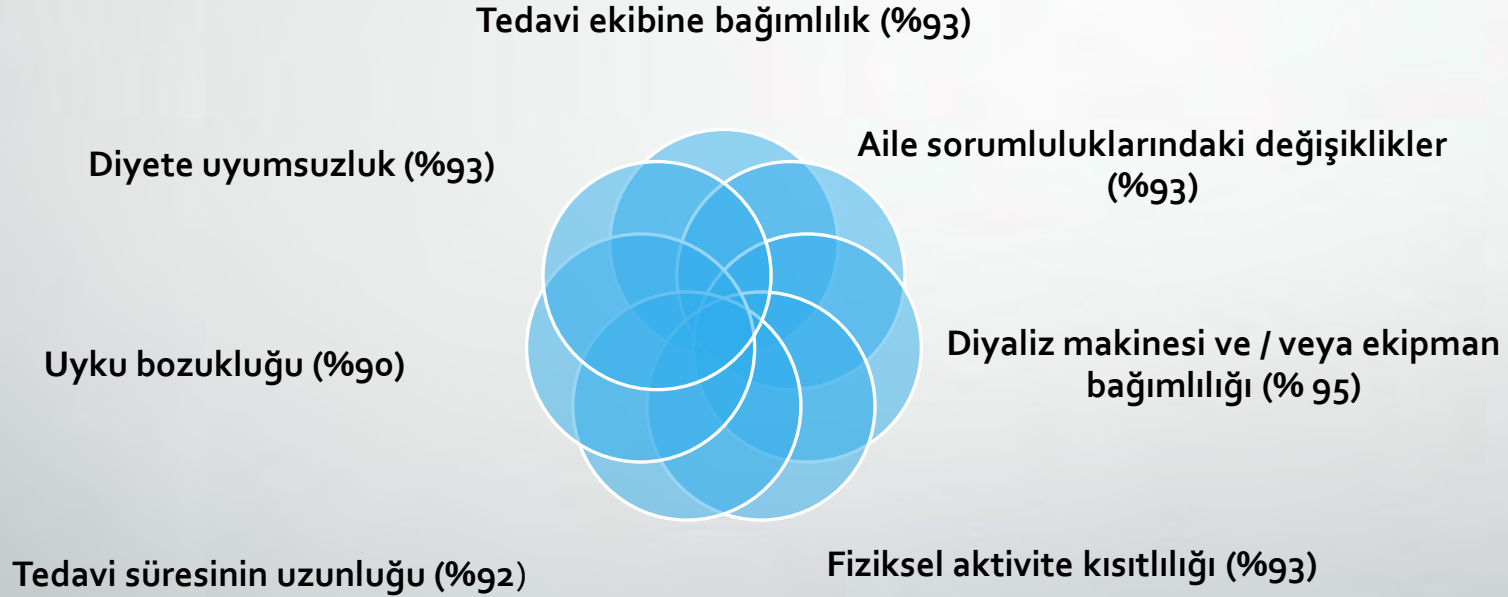 Tedavi ekibine bağımlılık (%93)
Aile sorumluluklarındaki değişiklikler
(%93)
Diyete uyumsuzluk (%93)
Diyaliz makinesi ve / veya ekipman
bağımlılığı (% 95)
Uyku bozukluğu (%90)
Fiziksel aktivite kısıtlılığı (%93)
Tedavi süresinin uzunluğu (%92)